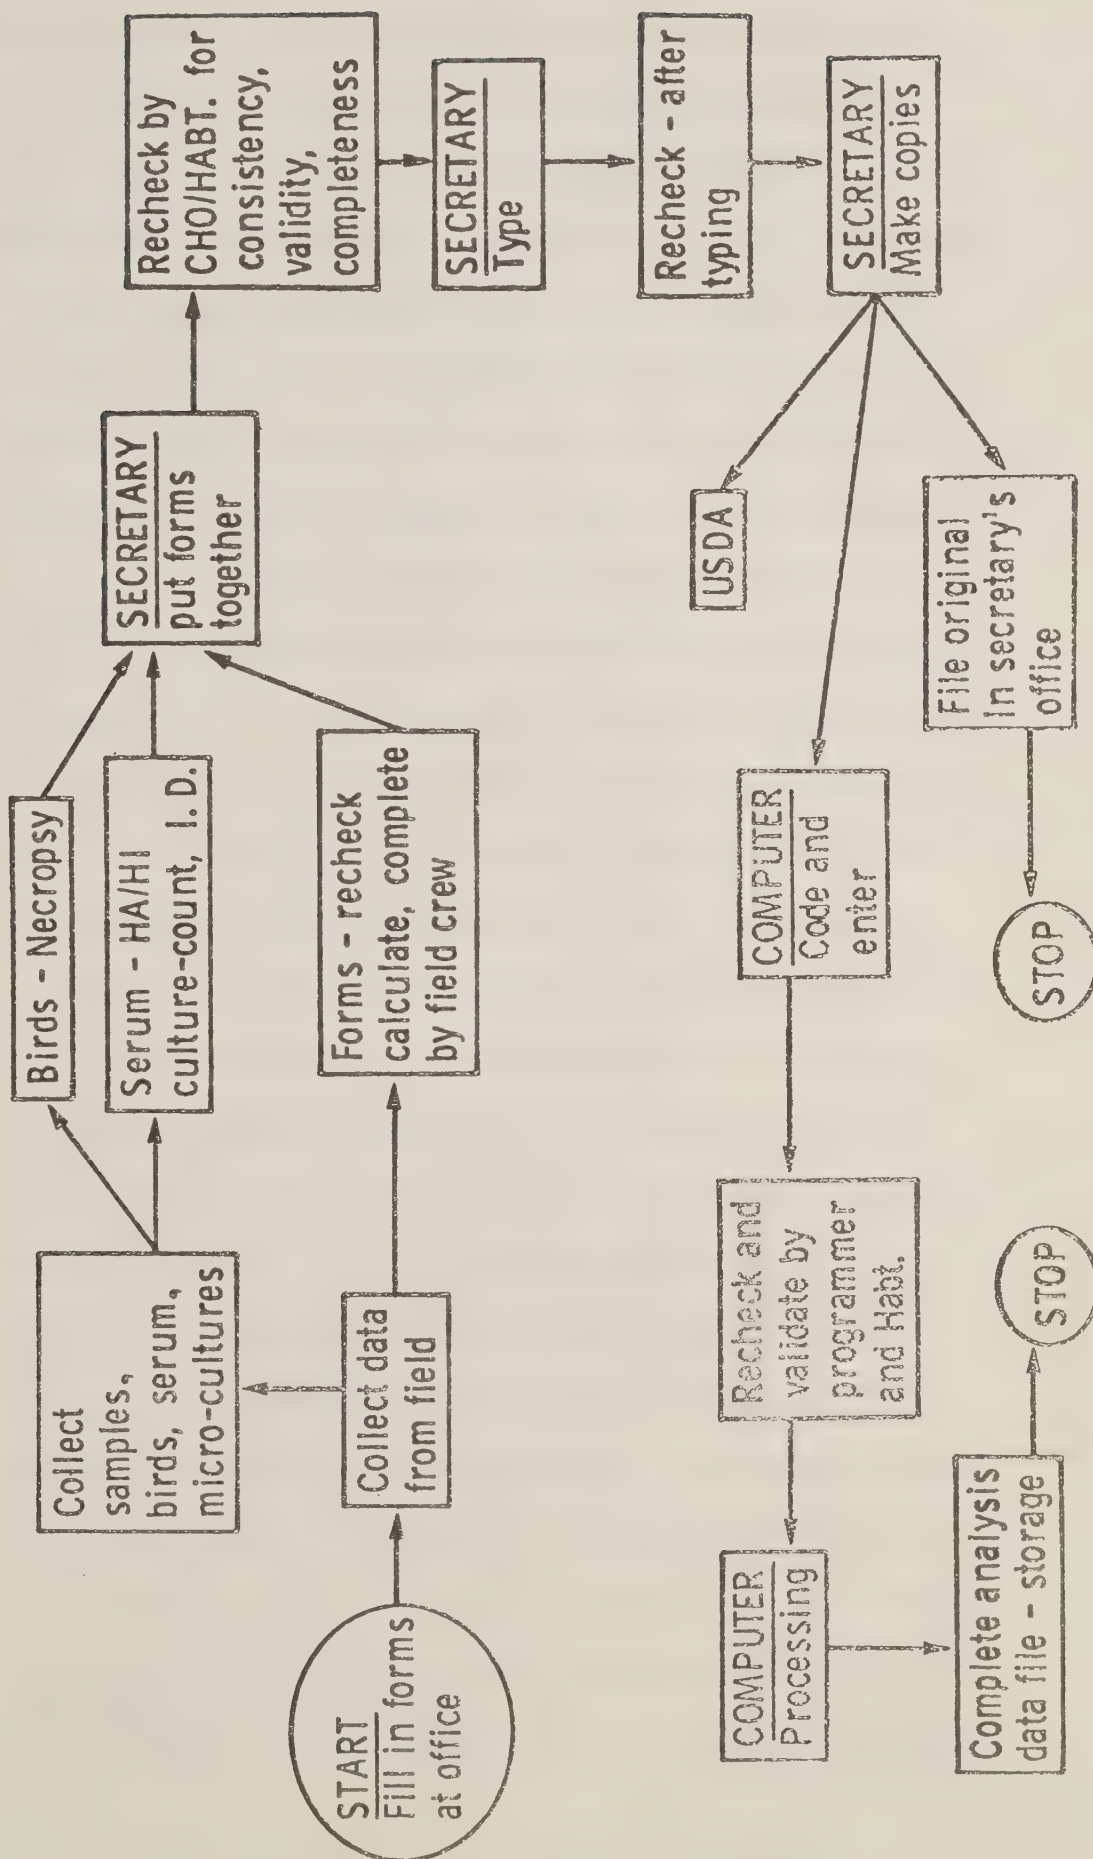 START
Fill in forms
at office
Collect data
from field
Collect
samples,
birds, serum,
micro-cultures
Birds - Necropsy
Serum - HA/HI
culture-count, I. D.
Forms - recheck
calculate, complete
by field crew
SECRETARY
put forms
together
Recheck by
CHO/HABT. for
consistency,
validity,
completeness
SECRETARY
Type
Recheck - after
typing
SECRETARY
Make copies
USDA
COMPUTER
Code and
enter
File original
in secretary's
office
STOP
Recheck and
validate by
programmer
and Habt.
COMPUTER
Processing
Complete analysis
data file - storage
STOP